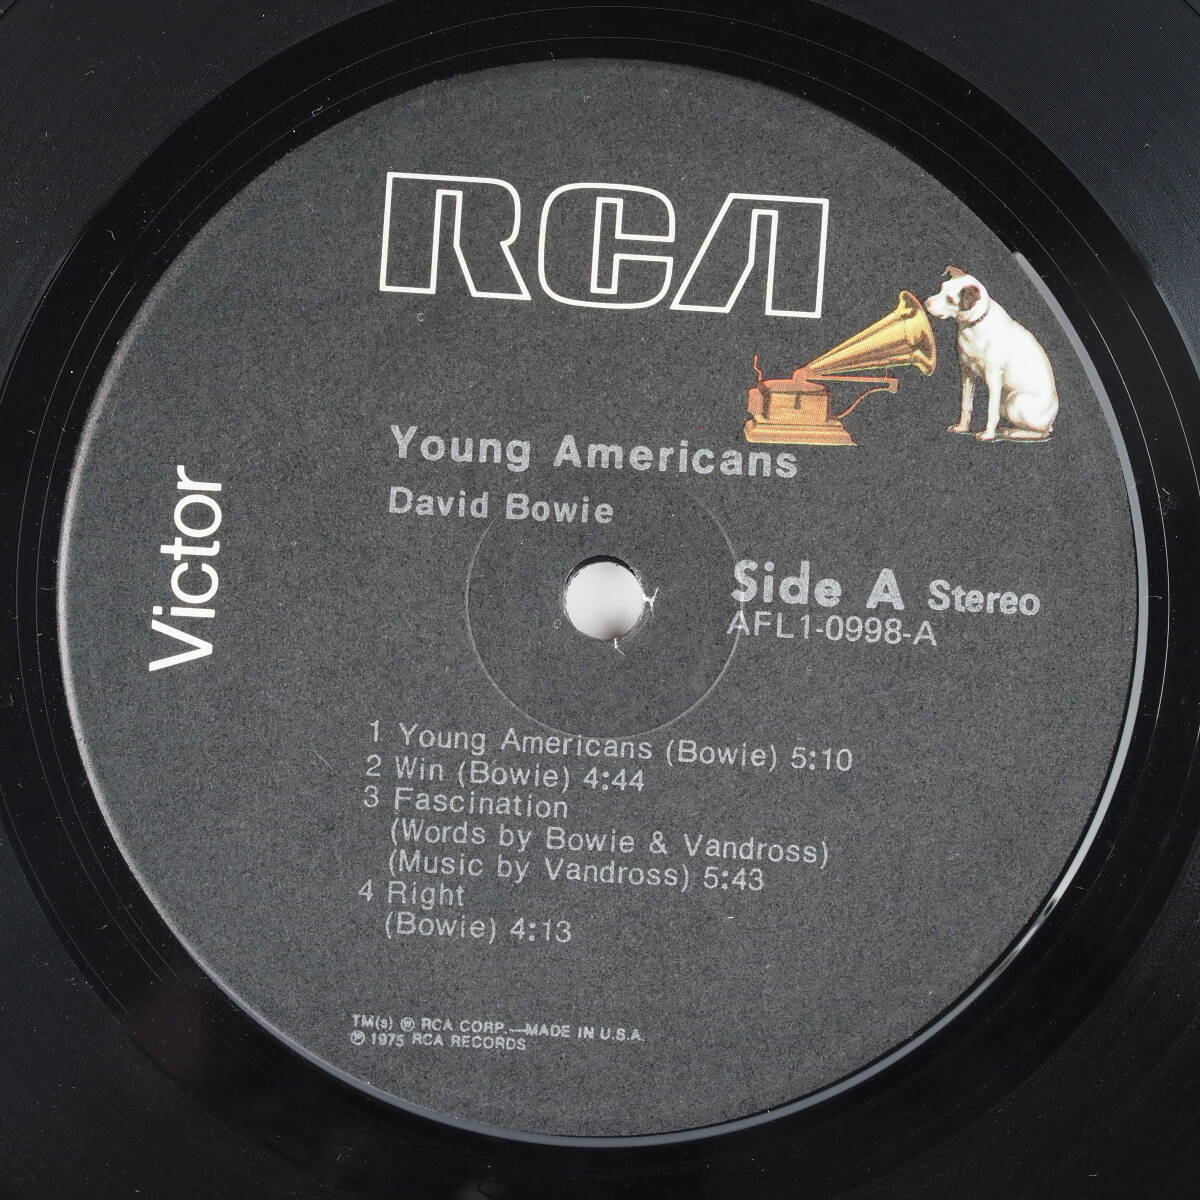 RCA
Victor
Young Americans
David Bowie
Side A Stereo
AFL1-0998-A
1 Young Americans (Bowie) 5:10
2 Win (Bowie) 4:44
3 Fascination
(Words by Bowie & Vandross)
(Music by Vandross) 5:43
4 Right
(Bowie) 4:13
TM(s) ® RCA CORP.—MADE IN U.S.A.
℗ 1975 RCA RECORDS